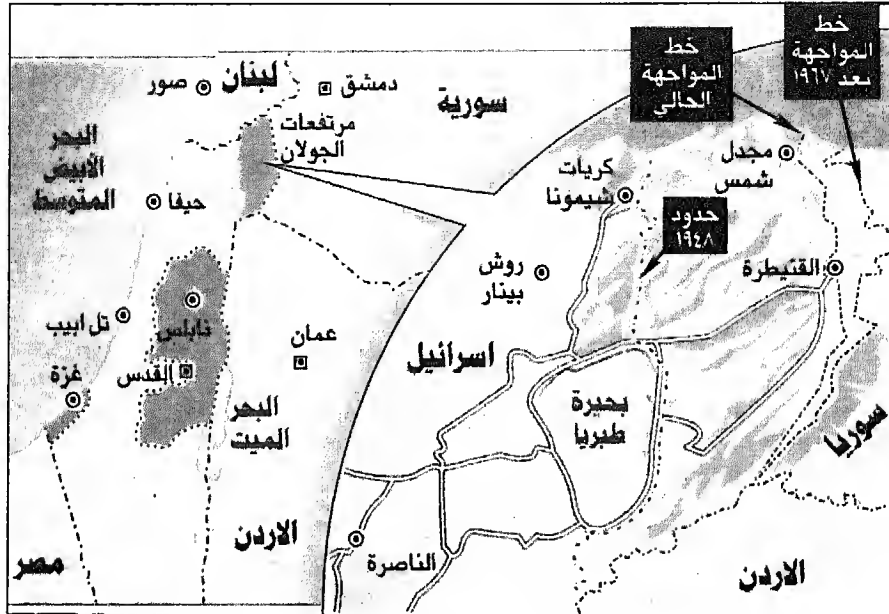 لبنان
صور
دمشق
سورية
البحر
الأبيض
المتوسط
مرتفعات
الجولان
حيفا
تل ابيب
نابلس
القدس
غزة
عمان
البحر
الميت
الاردن
مصر
خط
المواجهة
الحالي
خط
المواجهة
بعد ١٩٦٧
مجدل
شمس
كريات
شيمونا
حدود
١٩٤٨
القنيطرة
روش
بينار
اسرائيل
بحيرة
طبريا
سوريا
الناصرة
الاردن